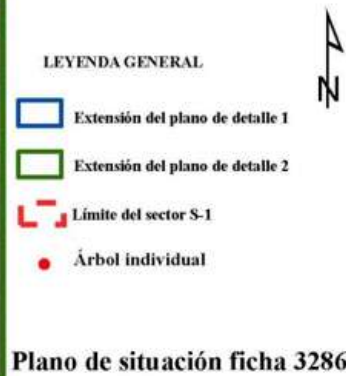 N
LEYENDA GENERAL
Extensión del plano de detalle 1
Extensión del plano de detalle 2
Límite del sector S-1
Árbol individual
Plano de situación ficha 3286